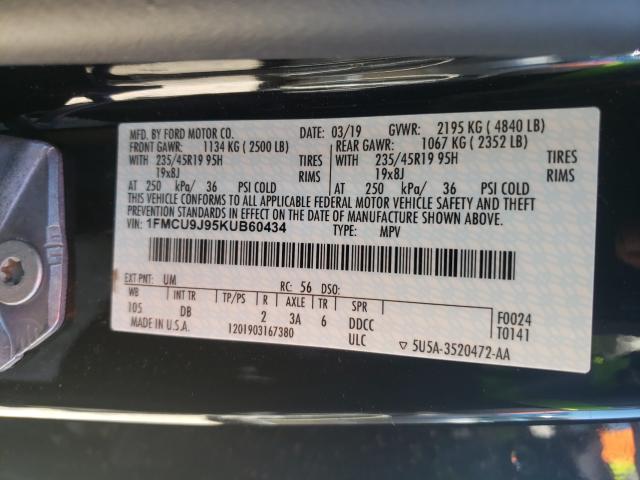 MFD. BY FORD MOTOR CO. DATE: 03/19 GVWR: 2195 KG ( 4840 LB)
FRONT GAWR: 1134 KG ( 2500 LB) REAR GAWR: 1067 KG ( 2352 LB)
WITH 235/45R19 95H TIRES WITH 235/45R19 95H TIRES
19x8J RIMS 19x8J RIMS
AT 250 kPa/ 36 PSI COLD AT 250 kPa/ 36 PSI COLD
THIS VEHICLE CONFORMS TO ALL APPLICABLE FEDERAL MOTOR VEHICLE SAFETY AND THEFT
PREVENTION STANDARDS IN EFFECT ON THE DATE OF MANUFACTURE SHOWN ABOVE.
VIN: 1FMCU9J95KUB60434 TYPE: MPV
EXT PNT: UM RC: 56 DSO:
WB INT TR TP/PS R AXLE TR SPR
105 DB 2 3A 6 DDCC F0024
MADE IN U.S.A. 1201903167380 ULC T0141
▽ 5U5A-3520472-AA